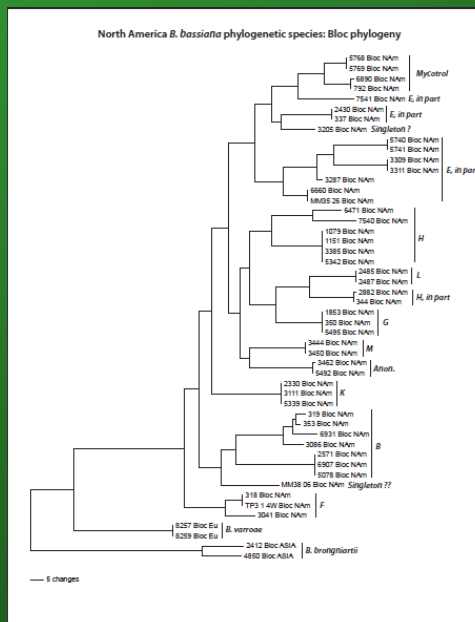 North America B. bassiana phylogenetic species: Bloc phylogeny
5768 Bloc NAm
5769 Bloc NAm
Mycotrol
6890 Bloc NAm
792 Bloc NAm
7541 Bloc NAm E, in part
2430 Bloc NAm
E, in part
337 Bloc NAm
3205 Bloc NAm Singleton ?
5740 Bloc NAm
5741 Bloc NAm
3309 Bloc NAm
3311 Bloc NAm
E, in par
3287 Bloc NAm
6660 Bloc NAm
MM35 26 Bloc NAm
6471 Bloc NAm
7540 Bloc NAm
1079 Bloc NAm
H
1151 Bloc NAm
3385 Bloc NAm
5342 Bloc NAm
2485 Bloc NAm
L
2487 Bloc NAm
2882 Bloc NAm
H, in part
344 Bloc NAm
1853 Bloc NAm
350 Bloc NAm
G
5495 Bloc NAm
3444 Bloc NAm
M
3450 Bloc NAm
3462 Bloc NAm
Anon.
5492 Bloc NAm
2330 Bloc NAm
3111 Bloc NAm
K
5339 Bloc NAm
319 Bloc NAm
353 Bloc NAm
6931 Bloc NAm
3086 Bloc NAm
B
2571 Bloc NAm
6907 Bloc NAm
5078 Bloc NAm
MM38 06 Bloc NAm Singleton ??
318 Bloc NAm
TP3 1 4W Bloc NAm
F
3041 Bloc NAm
8257 Bloc Eu
B. varroae
8259 Bloc Eu
2412 Bloc ASIA
B. brongniartii
4850 Bloc ASIA
5 changes